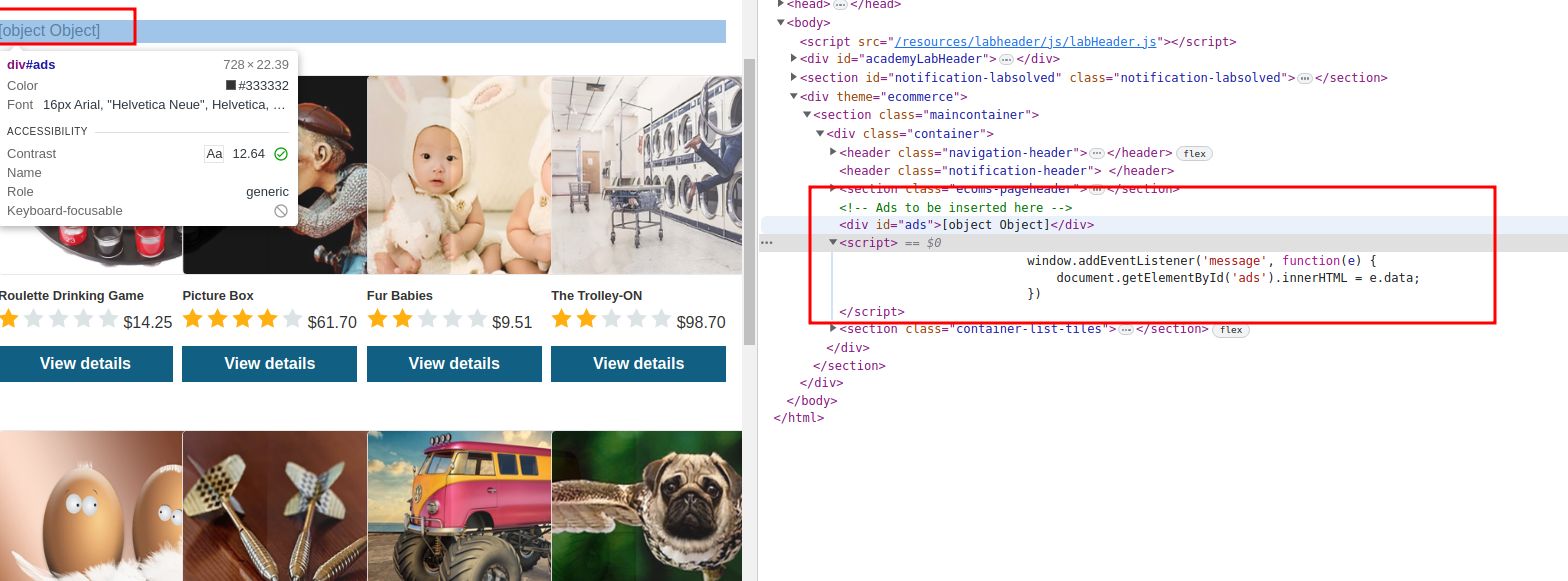 [object Object]
div#ads 728 × 22.39
Color #333332
Font 16px Arial, "Helvetica Neue", Helvetica, …
ACCESSIBILITY
Contrast Aa 12.64
Name
Role generic
Keyboard-focusable
Roulette Drinking Game
$14.25
View details
Picture Box
$61.70
View details
Fur Babies
$9.51
View details
The Trolley-ON
$98.70
View details
<head> ⋯ </head>
<body>
<script src="/resources/labheader/js/labHeader.js"></script>
<div id="academyLabHeader"> ⋯ </div>
<section id="notification-labsolved" class="notification-labsolved"> ⋯ </section>
<div theme="ecommerce">
<section class="maincontainer">
<div class="container">
<header class="navigation-header"> ⋯ </header> flex
<header class="notification-header"> </header>
<section class="ecoms-pageheader"> ⋯ </section>
<!-- Ads to be inserted here -->
<div id="ads">[object Object]</div>
<script> == $0
window.addEventListener('message', function(e) {
document.getElementById('ads').innerHTML = e.data;
})
</script>
<section class="container-list-tiles"> ⋯ </section> flex
</div>
</section>
</div>
</body>
</html>